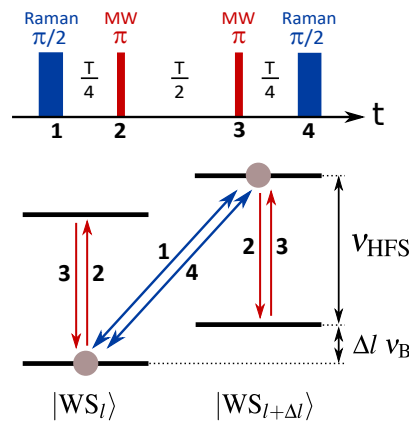 Raman MW MW Raman
π/2 π π π/2
T/4 T/2 T/4
t
1 2 3 4
1
2 3
3 2
4
ν_HFS
Δl ν_B
|WS_l⟩ |WS_{l+Δl}⟩